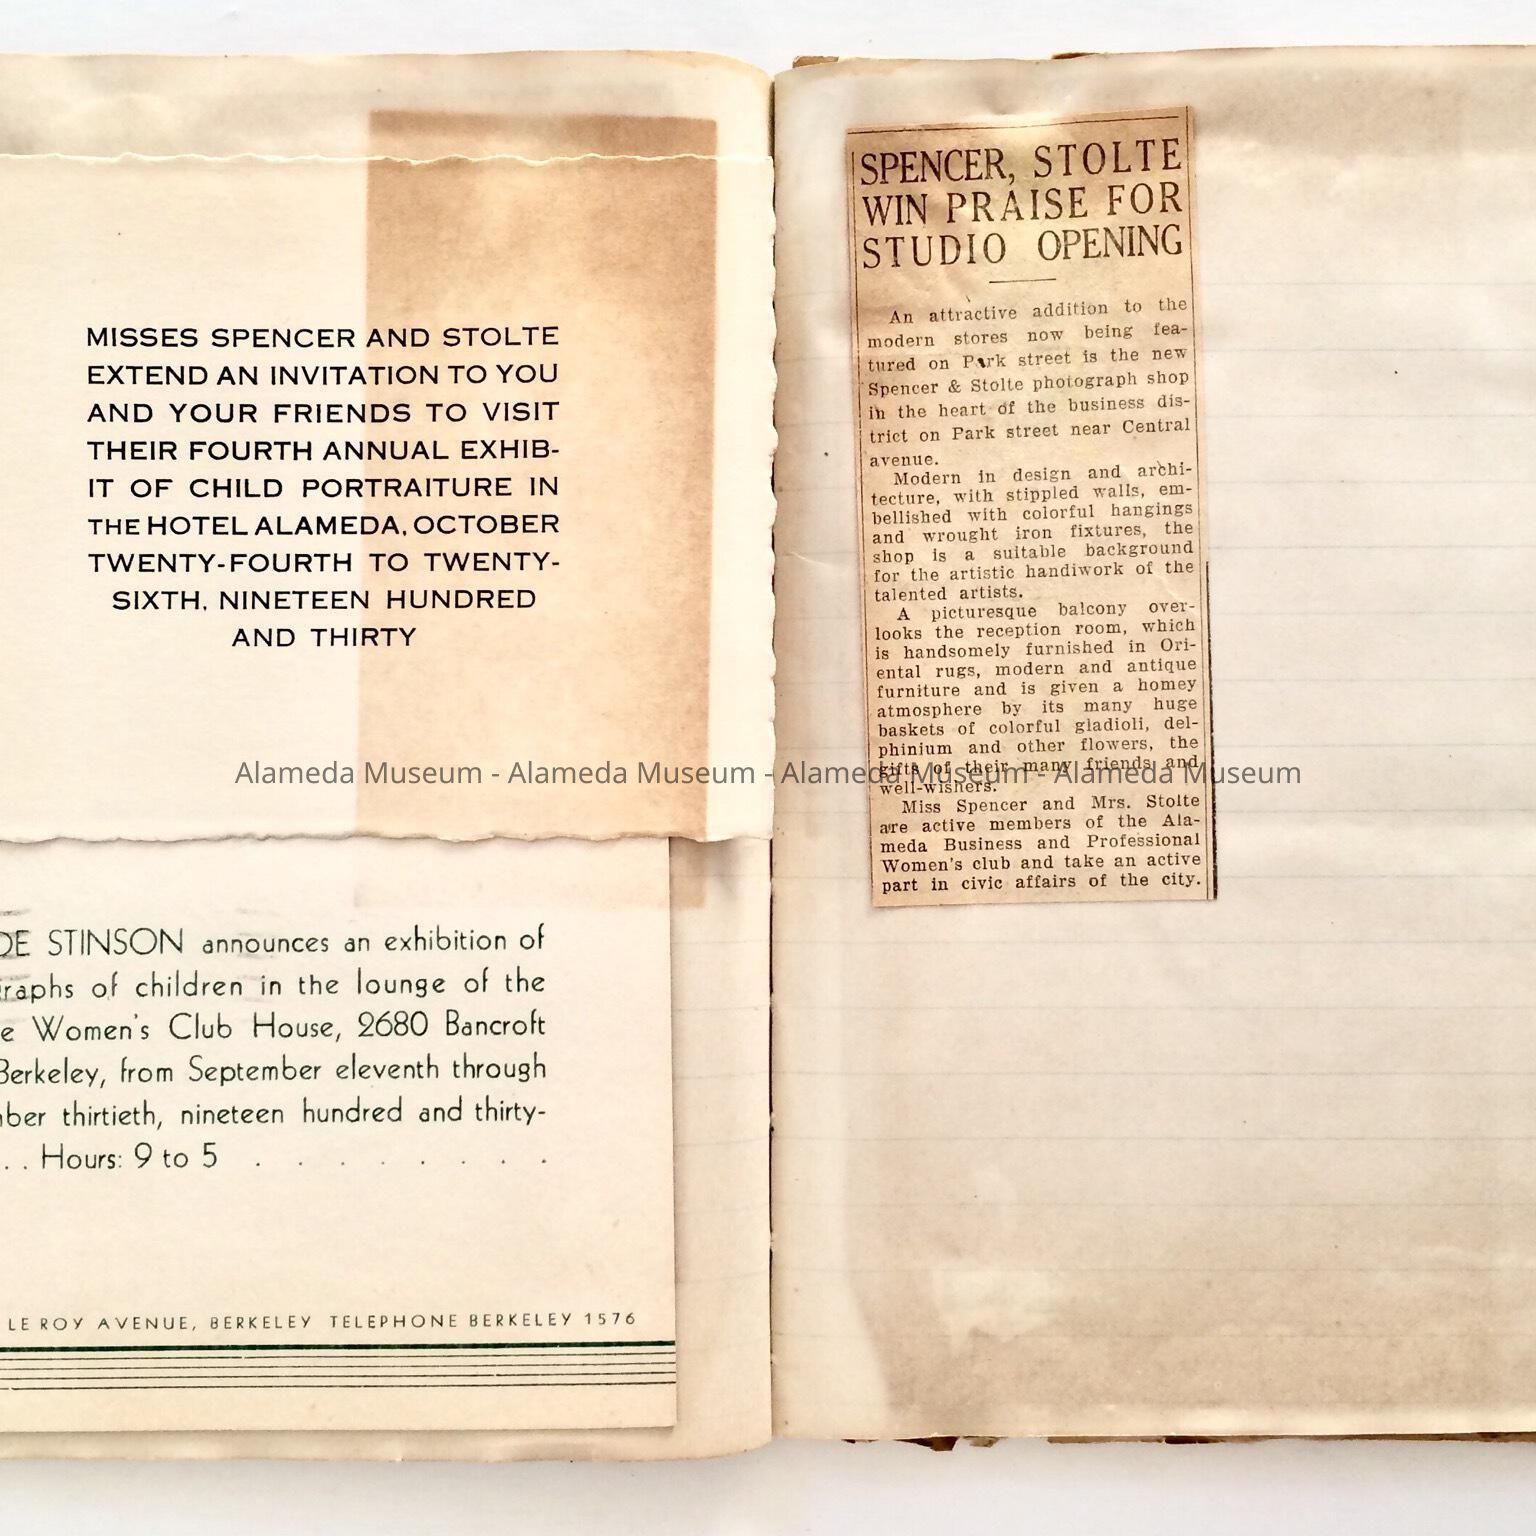 MISSES SPENCER AND STOLTE
EXTEND AN INVITATION TO YOU
AND YOUR FRIENDS TO VISIT
THEIR FOURTH ANNUAL EXHIB-
IT OF CHILD PORTRAITURE IN
THE HOTEL ALAMEDA, OCTOBER
TWENTY-FOURTH TO TWENTY-
SIXTH, NINETEEN HUNDRED
AND THIRTY
DE STINSON announces an exhibition of
raphs of children in the lounge of the
e Women's Club House, 2680 Bancroft
Berkeley, from September eleventh through
ber thirtieth, nineteen hundred and thirty-
. . Hours: 9 to 5 . . . . . . . .
LE ROY AVENUE, BERKELEY TELEPHONE BERKELEY 1576
SPENCER, STOLTE
WIN PRAISE FOR
STUDIO OPENING
An attractive addition to the
modern stores now being fea-
tured on Park street is the new
Spencer & Stolte photograph shop
in the heart of the business dis-
trict on Park street near Central
avenue.
Modern in design and archi-
tecture, with stippled walls, em-
bellished with colorful hangings
and wrought iron fixtures, the
shop is a suitable background
for the artistic handiwork of the
talented artists.
A picturesque balcony over-
looks the reception room, which
is handsomely furnished in Ori-
ental rugs, modern and antique
furniture and is given a homey
atmosphere by its many huge
baskets of colorful gladioli, del-
phinium and other flowers, the
gifts of their many friends and
well-wishers.
Miss Spencer and Mrs. Stolte
are active members of the Ala-
meda Business and Professional
Women's club and take an active
part in civic affairs of the city.
Alameda Museum - Alameda Museum - Alameda Museum - Alameda Museum